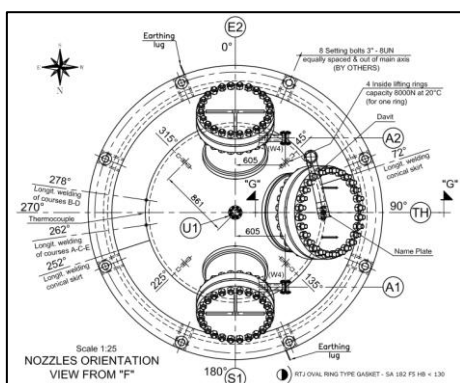 E2
0°
Earthing
lug
8 Setting bolts 3" - 8UN
equally spaced & out of main axis
(BY OTHERS)
4 Inside lifting rings
capacity 8000N at 20°C
(for one ring)
Davit
N
315°
45°
(W4)
A2
605
72°
Longit. welding
conical skirt
278°
Longit. welding
of courses B-D
861
"G"
"G"
270°
Thermocouple
U1
90°
TH
262°
Longit. welding
of courses A-C-E
605
Name Plate
252°
Longit. welding
conical skirt
225°
(W4)
135°
A1
Scale 1:25
NOZZLES ORIENTATION
VIEW FROM "F"
Earthing
lug
180°
S1
RTJ OVAL RING TYPE GASKET - SA 182 F5 HB < 130